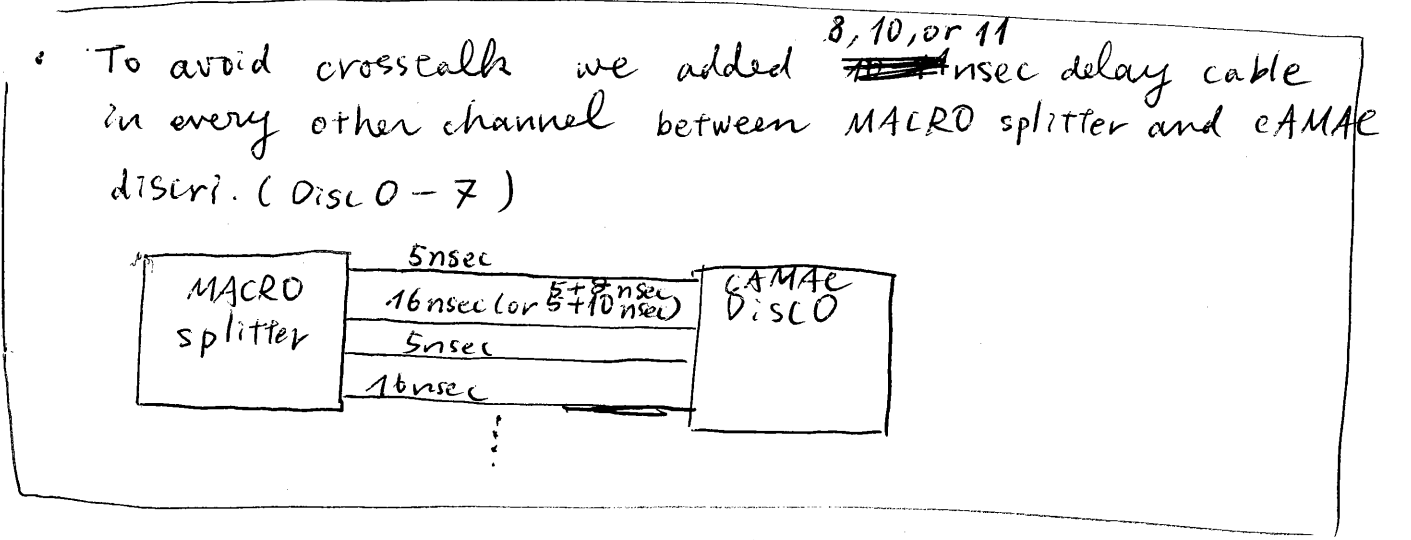 8, 10, or 11
• To avoid crosstalk we added nsec delay cable
in every other channel between MACRO splitter and CAMAC
discri. ( Disc 0 – 7 )
5nsec
MACRO
splitter
5+8nsec
16nsec (or 5+10nsec)
5nsec
16nsec
CAMAC
Disc0